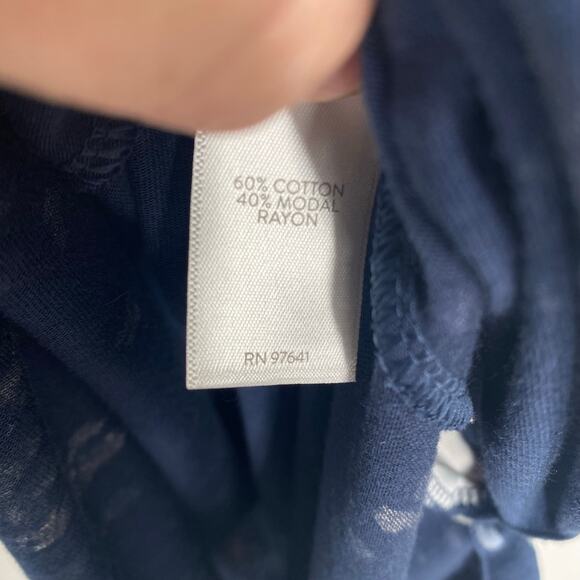 60% COTTON
40% MODAL
RAYON
RN 97641